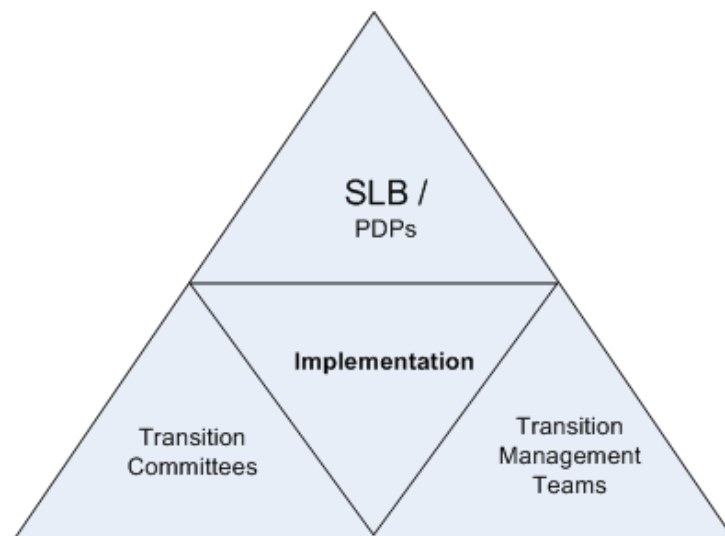 SLB /
PDPs
Implementation
Transition
Committees
Transition
Management
Teams